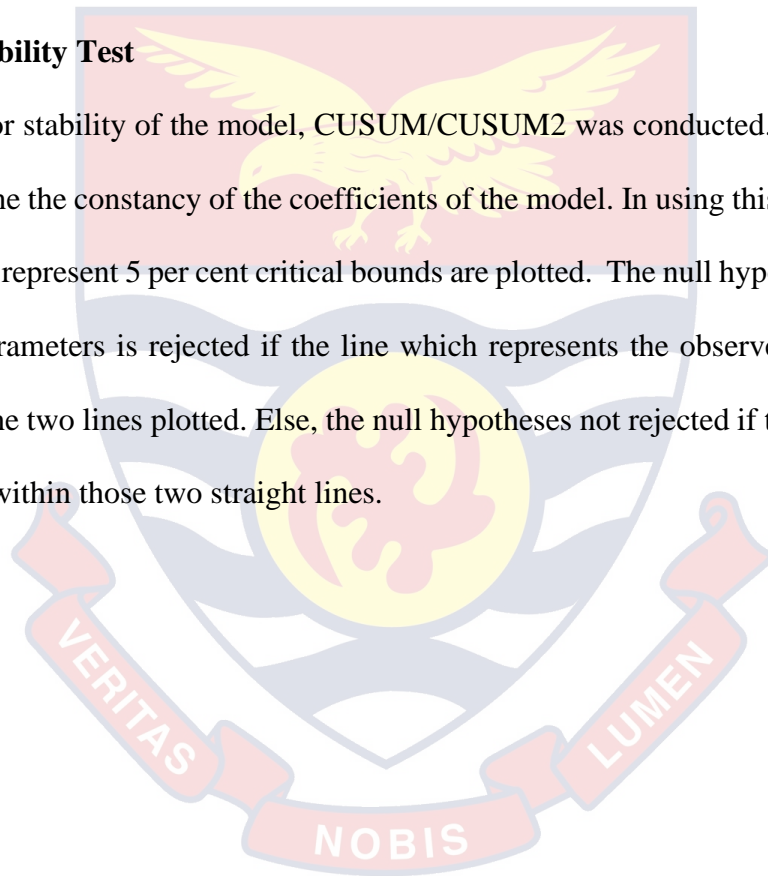 bility Test
or stability of the model, CUSUM/CUSUM2 was conducted.
ne the constancy of the coefficients of the model. In using this
represent 5 per cent critical bounds are plotted. The null hyp
rameters is rejected if the line which represents the observe
ne two lines plotted. Else, the null hypotheses not rejected if t
within those two straight lines.
VERITAS
NOBIS
LUMEN